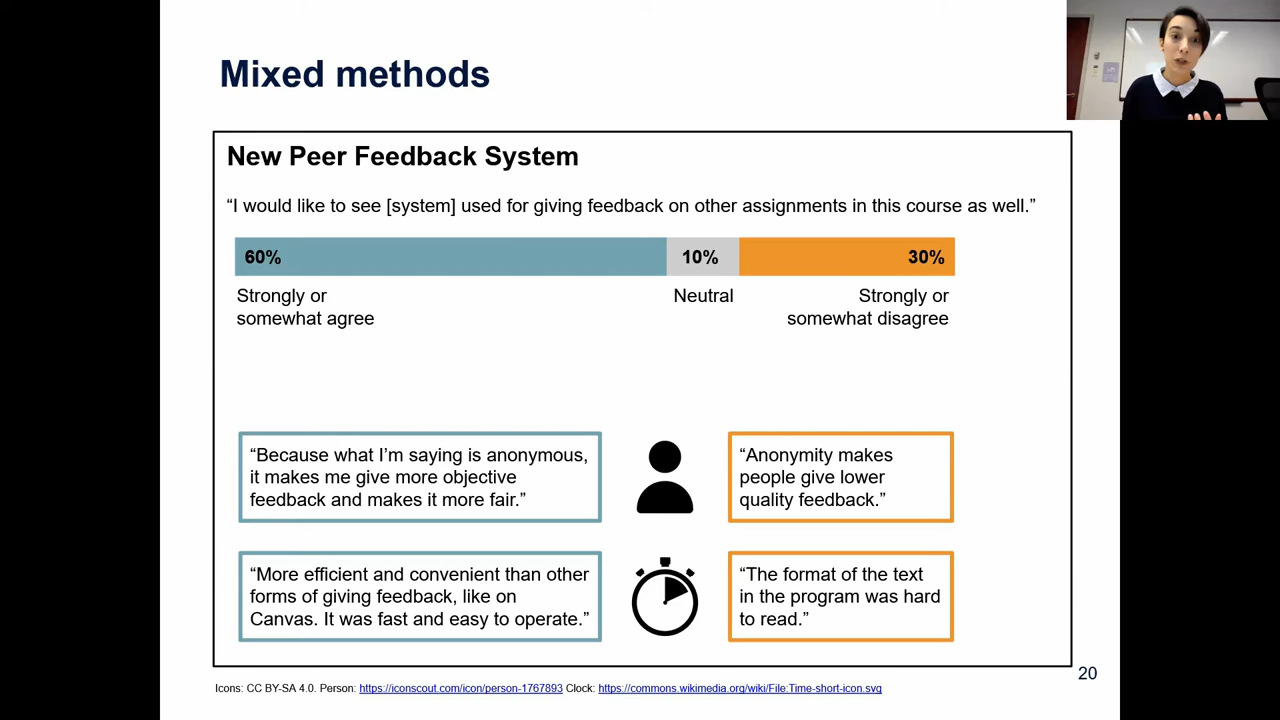 Mixed methods
New Peer Feedback System
“I would like to see [system] used for giving feedback on other assignments in this course as well.”
60%
10%
30%
Strongly or
somewhat agree
Neutral
Strongly or
somewhat disagree
“Because what I’m saying is anonymous,
it makes me give more objective
feedback and makes it more fair.”
“Anonymity makes
people give lower
quality feedback.”
“More efficient and convenient than other
forms of giving feedback, like on
Canvas. It was fast and easy to operate.”
“The format of the text
in the program was hard
to read.”
20
Icons: CC BY-SA 4.0. Person: https://iconscout.com/icon/person-1767893 Clock: https://commons.wikimedia.org/wiki/File:Time-short-icon.svg